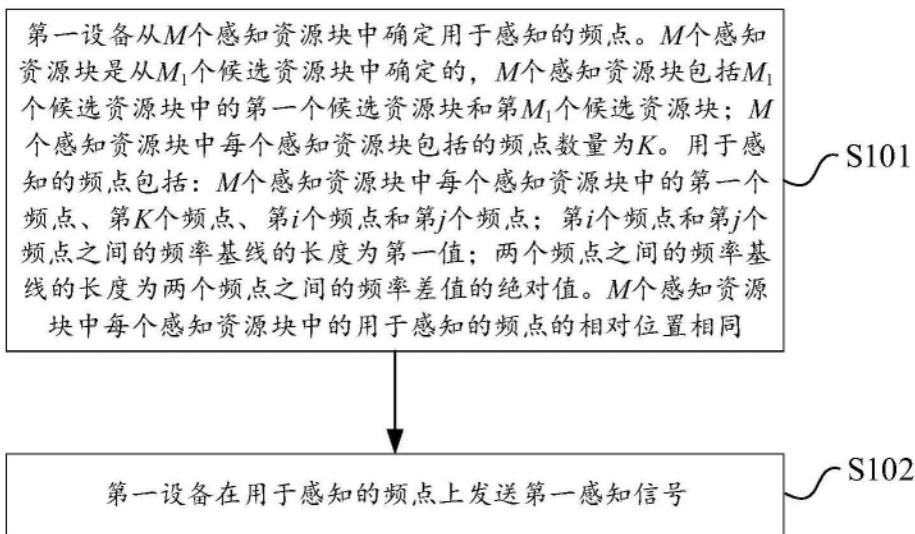 第一设备从M个感知资源块中确定用于感知的频点。M个感知
资源块是从M₁个候选资源块中确定的，M个感知资源块包括M₁
个候选资源块中的第一个候选资源块和第M₁个候选资源块；M
个感知资源块中每个感知资源块包括的频点数量为K。用于感
知的频点包括：M个感知资源块中每个感知资源块中的第一个
频点、第K个频点、第i个频点和第j个频点；第i个频点和第j个
频点之间的频率基线的长度为第一值；两个频点之间的频率基
线的长度为两个频点之间的频率差值的绝对值。M个感知资源
块中每个感知资源块中的用于感知的频点的相对位置相同
S101
第一设备在用于感知的频点上发送第一感知信号
S102